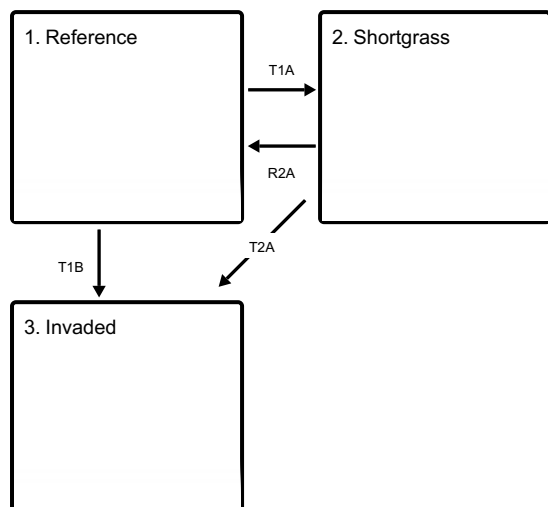 1. Reference
2. Shortgrass
T1A
R2A
T2A
T1B
3. Invaded